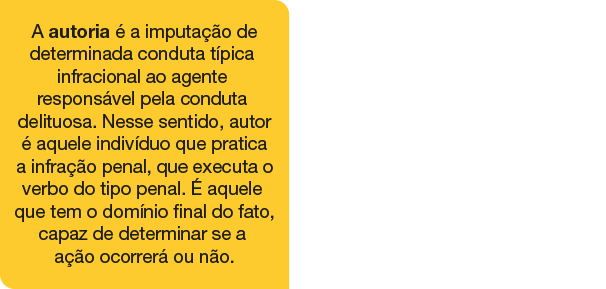 A autoria é a imputação de
determinada conduta típica
infracional ao agente
responsável pela conduta
delituosa. Nesse sentido, autor
é aquele indivíduo que pratica
a infração penal, que executa o
verbo do tipo penal. É aquele
que tem o domínio final do fato,
capaz de determinar se a
ação ocorrerá ou não.